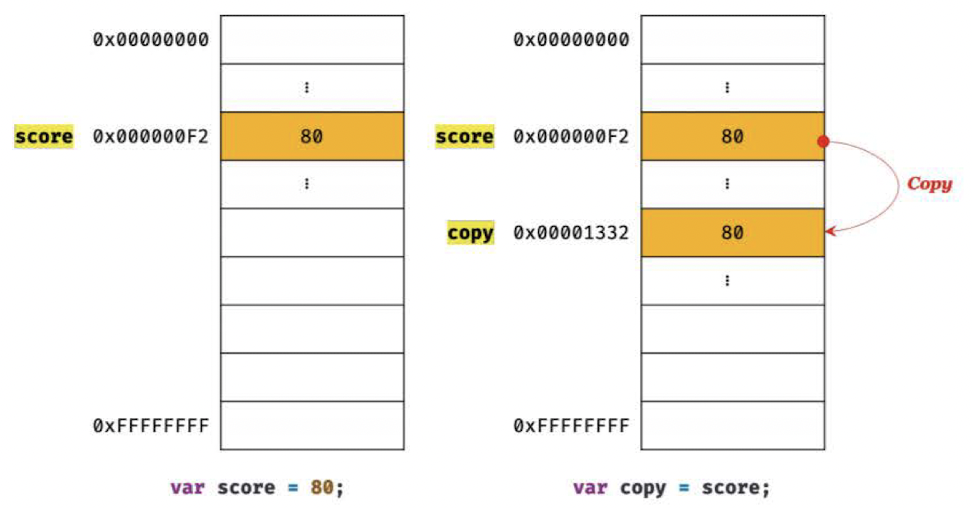 0x00000000
⋮
score 0x000000F2 80
⋮
0xFFFFFFFF
var score = 80;
0x00000000
⋮
score 0x000000F2 80
Copy
⋮
copy 0x00001332 80
⋮
0xFFFFFFFF
var copy = score;